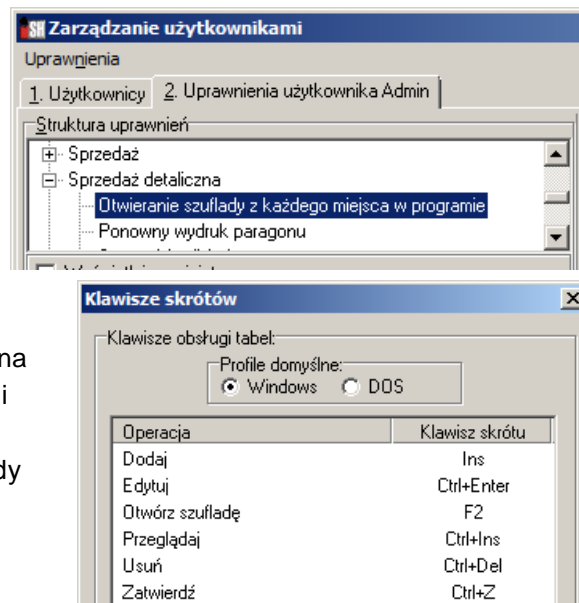 SH Zarządzanie użytkownikami
Uprawnienia
1. Użytkownicy 2. Uprawnienia użytkownika Admin
Struktura uprawnień
Sprzedaż
Sprzedaż detaliczna
Otwieranie szuflady z każdego miejsca w programie
Ponowny wydruk paragonu
na
i
dy
Klawisze skrótów
Klawisze obsługi tabel:
Profile domyślne:
Windows DOS
Operacja Klawisz skrótu
Dodaj Ins
Edytuj Ctrl+Enter
Otwórz szufladę F2
Przeglądaj Ctrl+Ins
Usuń Ctrl+Del
Zatwierdź Ctrl+Z